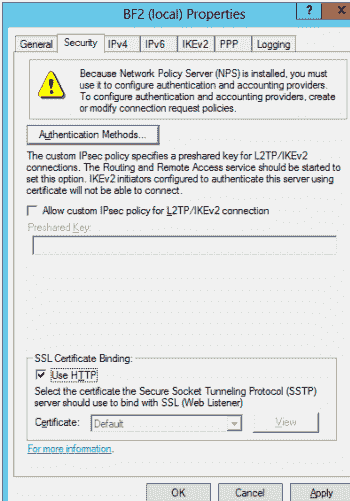 BF2 (local) Properties
?
X
General Security IPv4 IPv6 IKEv2 PPP Logging
Because Network Policy Server (NPS) is installed, you must
use it to configure authentication and accounting providers.
To configure authentication and accounting providers, create
or modify connection request policies.
Authentication Methods...
The custom IPsec policy specifies a preshared key for L2TP/IKEv2
connections. The Routing and Remote Access service should be started to
set this option. IKEv2 initiators configured to authenticate this server using
certificate will not be able to connect.
Allow custom IPsec policy for L2TP/IKEv2 connection
Preshared Key:
SSL Certificate Binding:
Use HTTP
Select the certificate the Secure Socket Tunneling Protocol (SSTP)
server should use to bind with SSL (Web Listener)
Certificate: Default View
For more information.
OK Cancel Apply